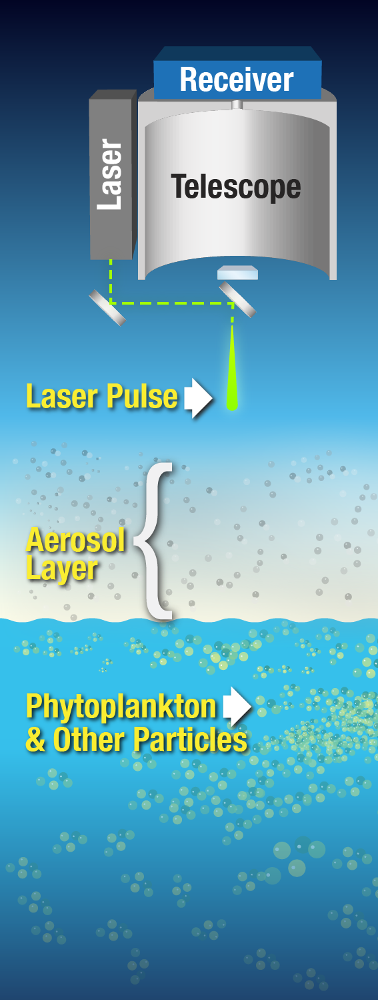 Receiver
Laser
Telescope
Laser Pulse
Aerosol
Layer
Phytoplankton
& Other Particles